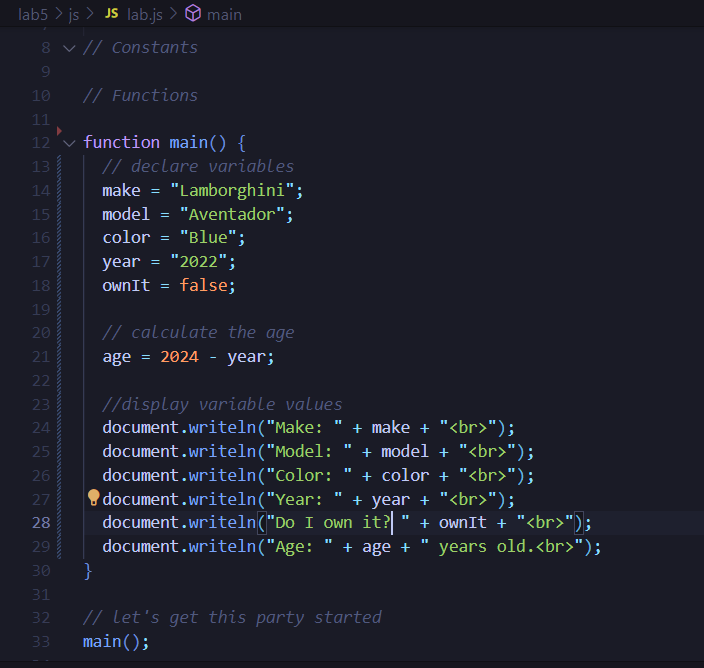 lab5 > js > JS lab.js > main
8 // Constants
9
10 // Functions
11
12 function main() {
13 // declare variables
14 make = "Lamborghini";
15 model = "Aventador";
16 color = "Blue";
17 year = "2022";
18 ownIt = false;
19
20 // calculate the age
21 age = 2024 - year;
22
23 //display variable values
24 document.writeln("Make: " + make + "<br>");
25 document.writeln("Model: " + model + "<br>");
26 document.writeln("Color: " + color + "<br>");
27 document.writeln("Year: " + year + "<br>");
28 document.writeln("Do I own it? " + ownIt + "<br>");
29 document.writeln("Age: " + age + " years old.<br>");
30 }
31
32 // let's get this party started
33 main();